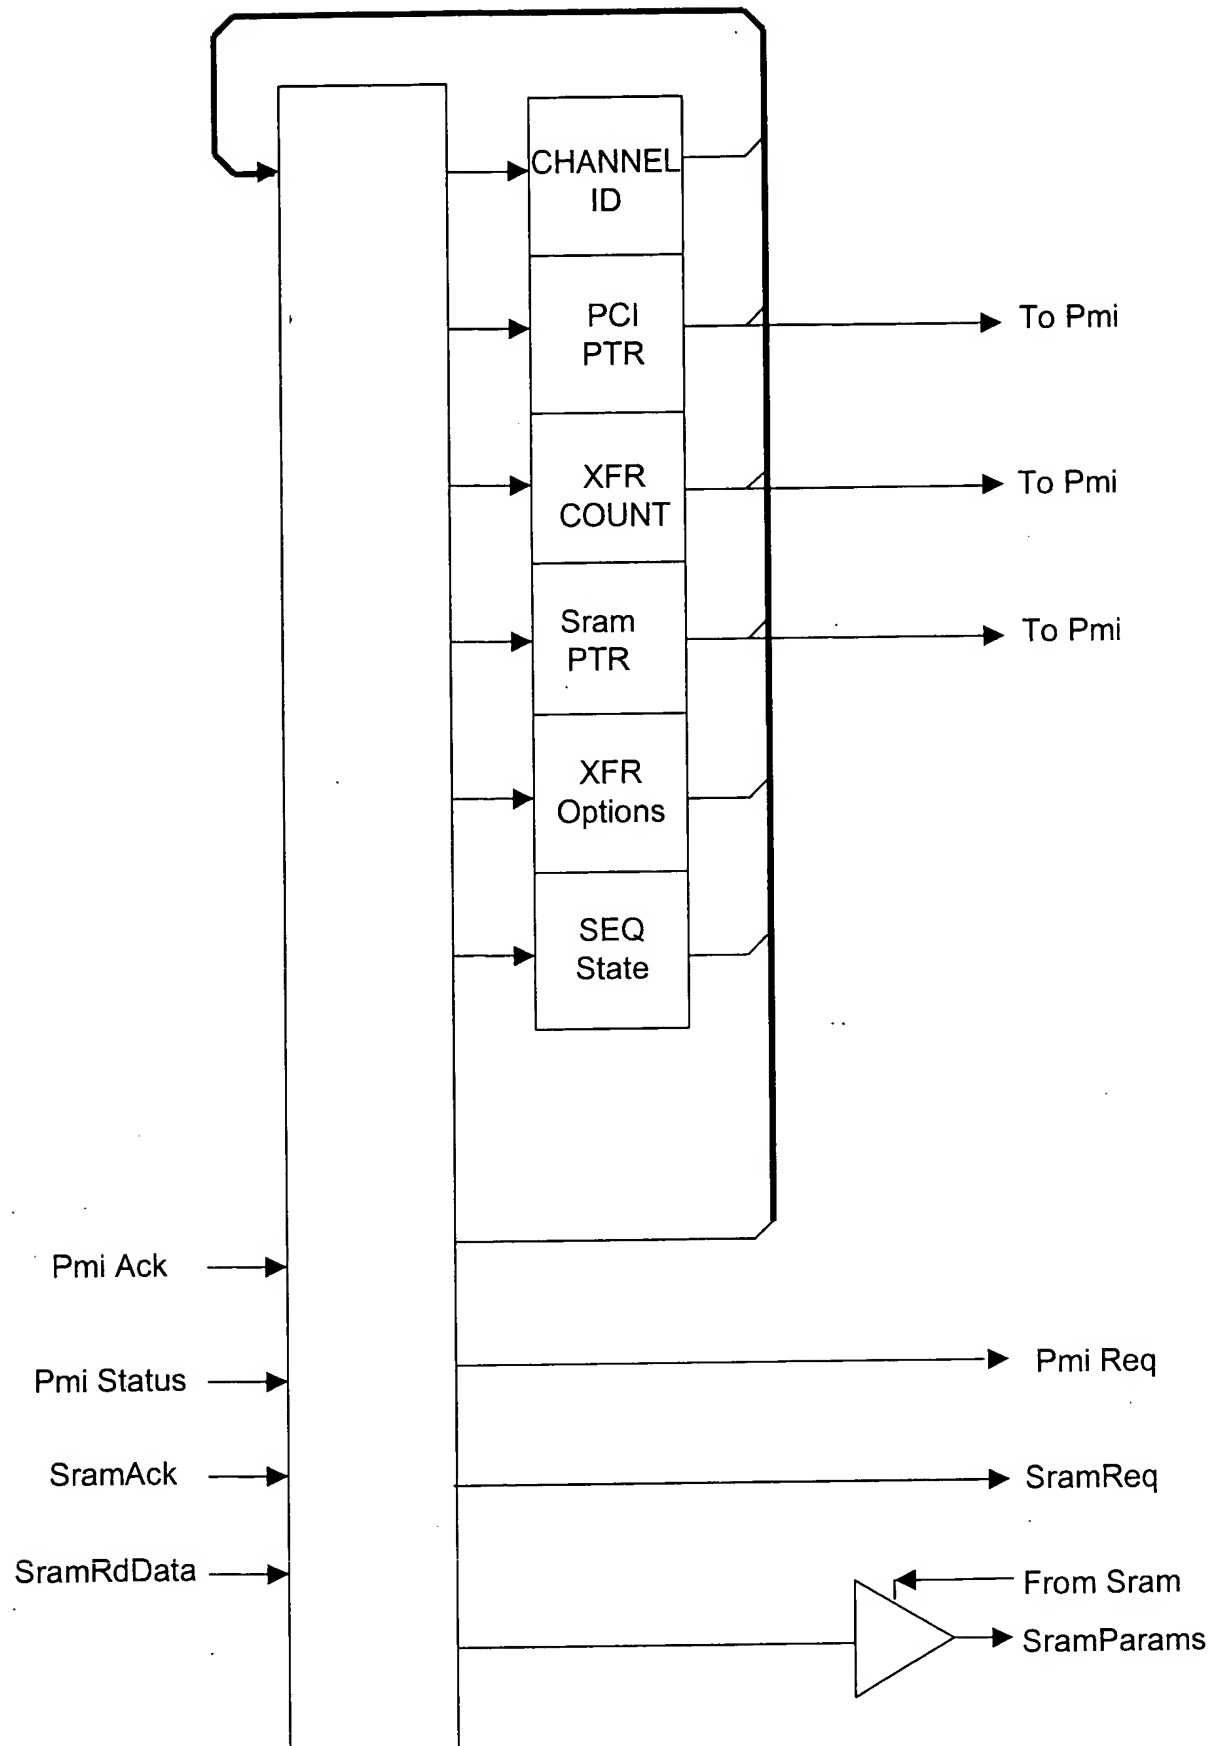 CHANNEL
ID
PCI
PTR
To Pmi
XFR
COUNT
To Pmi
Sram
PTR
To Pmi
XFR
Options
SEQ
State
Pmi Ack
Pmi Req
Pmi Status
SramAck
SramReq
SramRdData
From Sram
SramParams